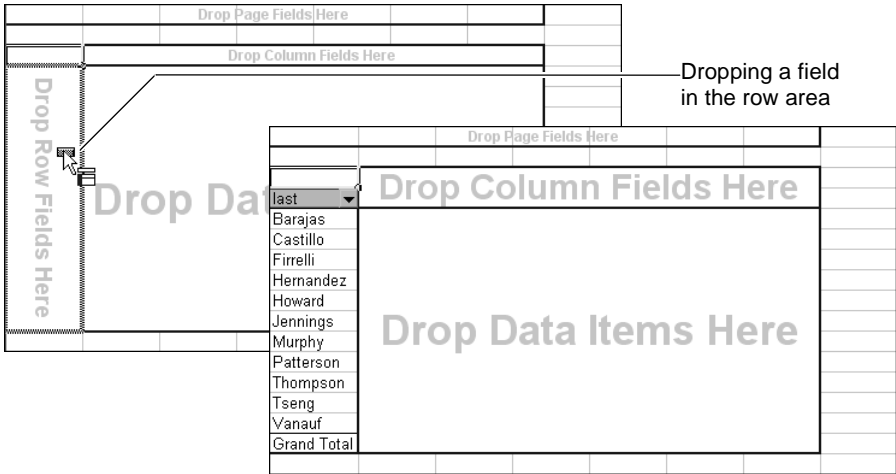 Drop Page Fields Here
Drop Column Fields Here
Drop Row Fields Here
Drop Dat
Dropping a field
in the row area
Drop Page Fields Here
Drop Column Fields Here
last
Barajas
Castillo
Firrelli
Hernandez
Howard
Jennings
Murphy
Patterson
Thompson
Tseng
Vanauf
Grand Total
Drop Data Items Here